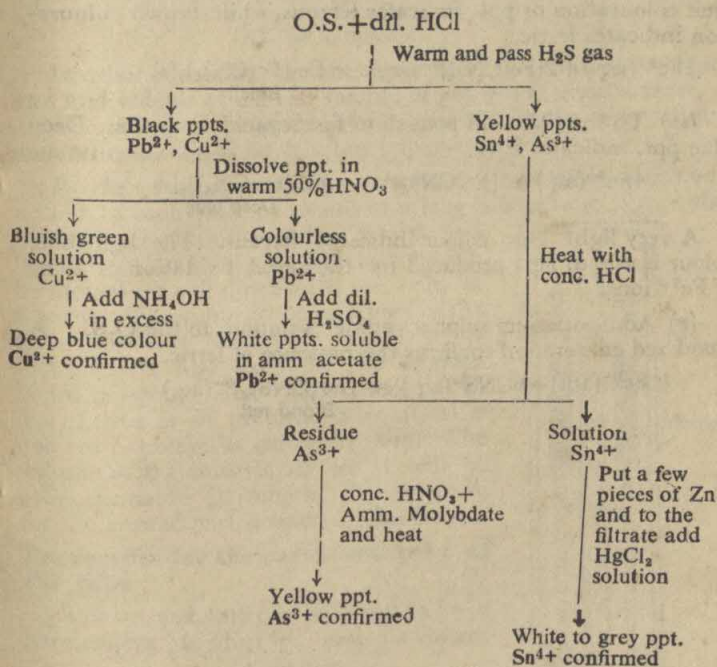 O.S.+dil. HCl
Warm and pass H₂S gas
Black ppts.
Pb²⁺, Cu²⁺
Yellow ppts.
Sn⁴⁺, As³⁺
Dissolve ppt. in
warm 50%HNO₃
Bluish green
solution
Cu²⁺
Colourless
solution
Pb²⁺
Heat with
conc. HCl
Add NH₄OH
in excess
Add dil.
H₂SO₄
Deep blue colour
Cu²⁺ confirmed
White ppts. soluble
in amm acetate
Pb²⁺ confirmed
Residue
As³⁺
Solution
Sn⁴⁺
conc. HNO₃+
Amm. Molybdate
and heat
Put a few
pieces of Zn
and to the
filtrate add
HgCl₂
solution
Yellow ppt.
As³⁺ confirmed
White to grey ppt.
Sn⁴⁺ confirmed